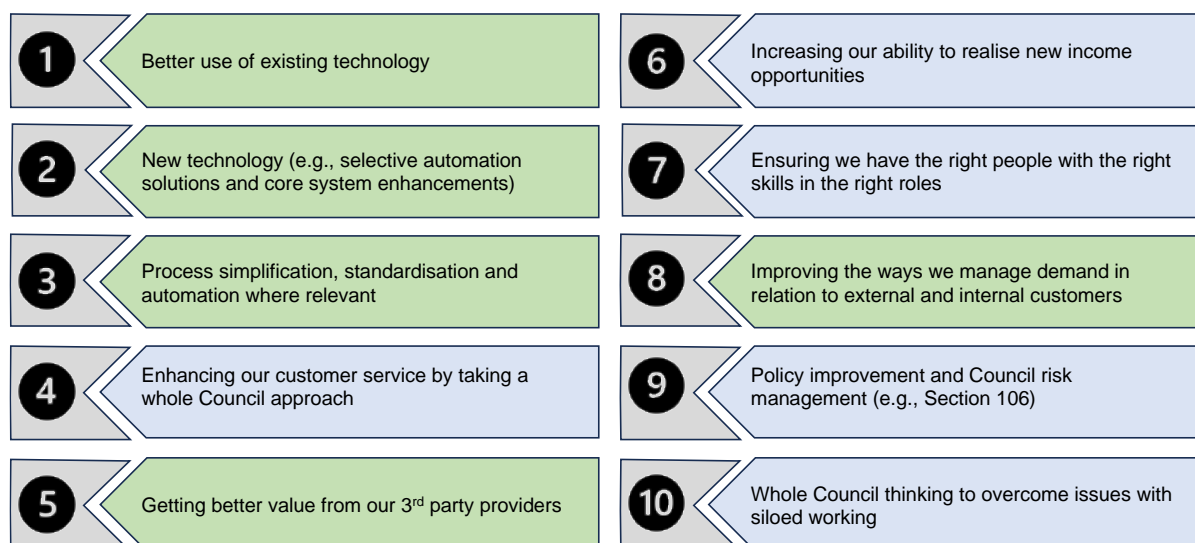 1
Better use of existing technology
2
New technology (e.g., selective automation
solutions and core system enhancements)
3
Process simplification, standardisation and
automation where relevant
4
Enhancing our customer service by taking a
whole Council approach
5
Getting better value from our 3rd party providers
6
Increasing our ability to realise new income
opportunities
7
Ensuring we have the right people with the right
skills in the right roles
8
Improving the ways we manage demand in
relation to external and internal customers
9
Policy improvement and Council risk
management (e.g., Section 106)
10
Whole Council thinking to overcome issues with
siloed working